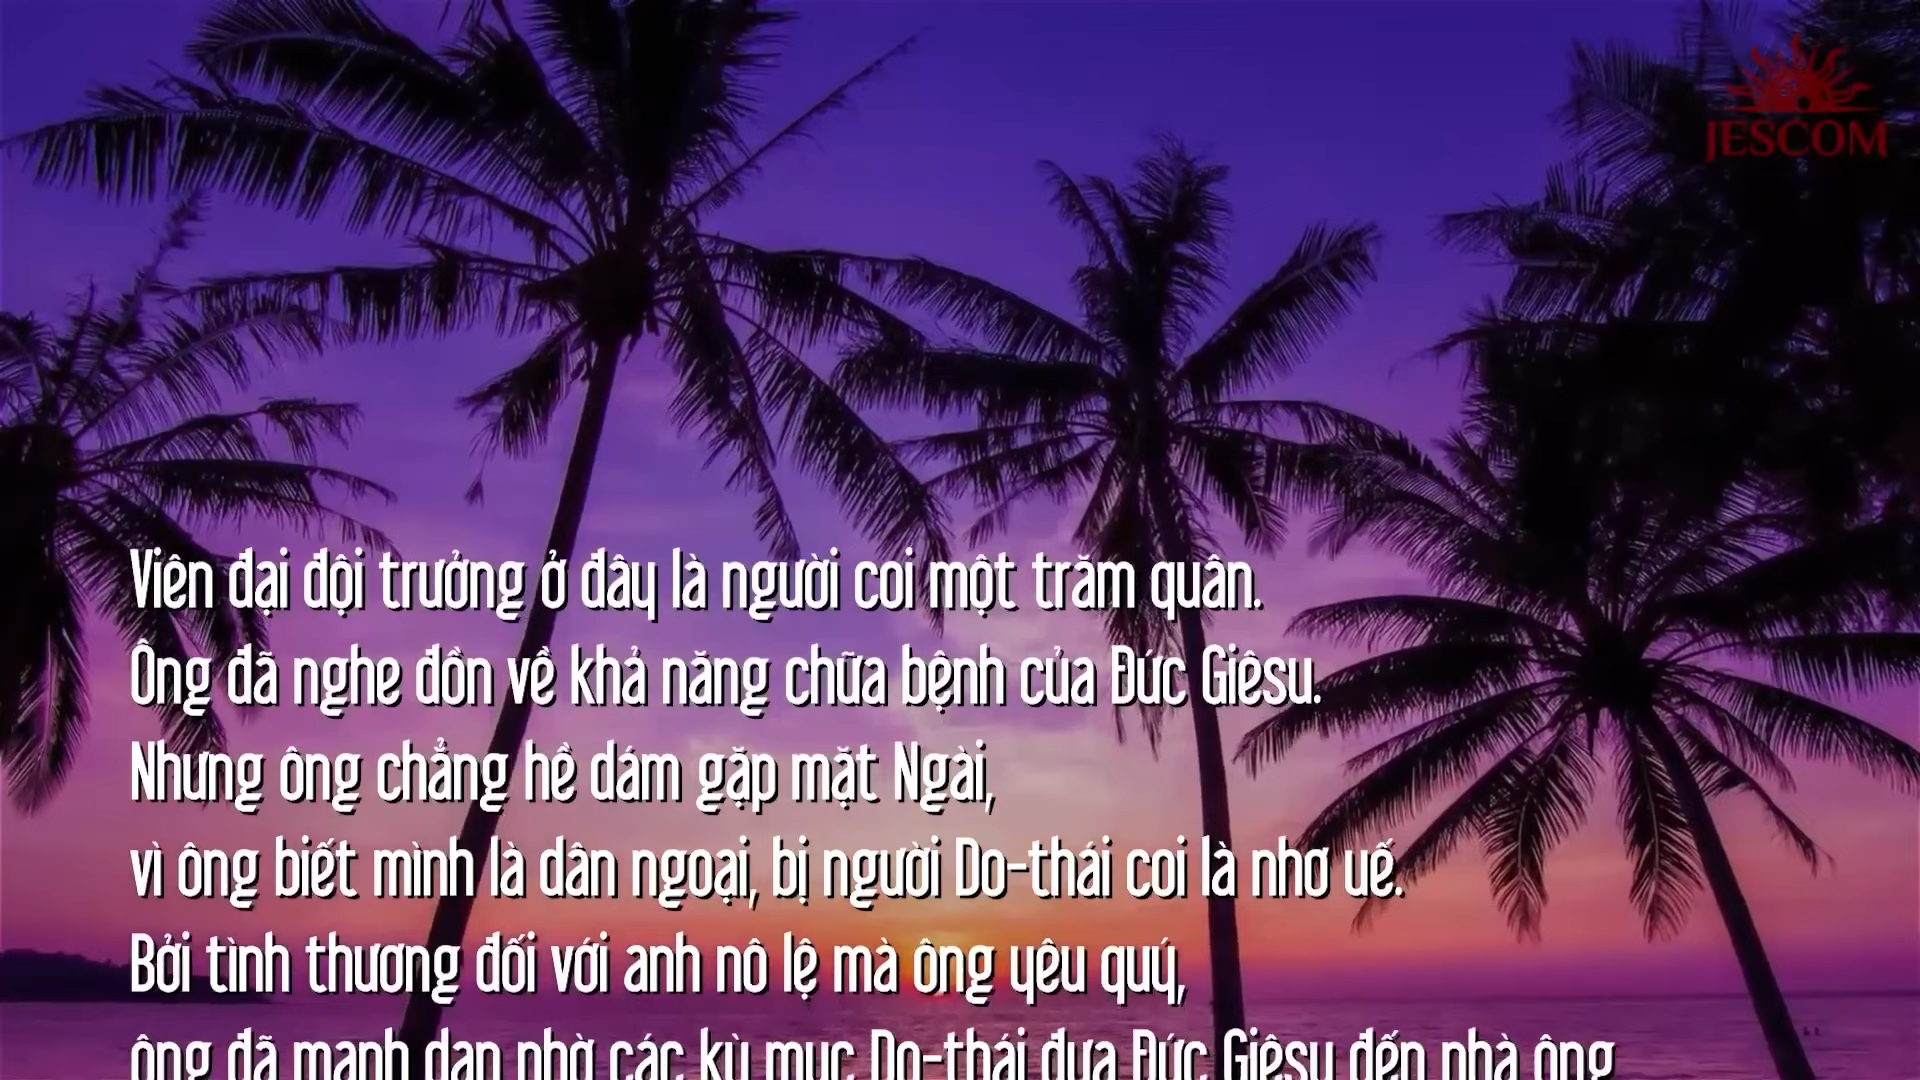 JESCOM
Viên đại đội trưởng ở đây là người coi một trăm quân.
Ông đã nghe đồn về khả năng chữa bệnh của Đức Giêsu.
Nhưng ông chẳng hề dám gặp mặt Ngài,
vì ông biết mình là dân ngoại, bị người Do-thái coi là nhơ uế.
Bởi tình thương đối với anh nô lệ mà ông yêu quý,
ông đã mạnh dạn nhờ các kỳ mục Do-thái đưa Đức Giêsu đến nhà ông